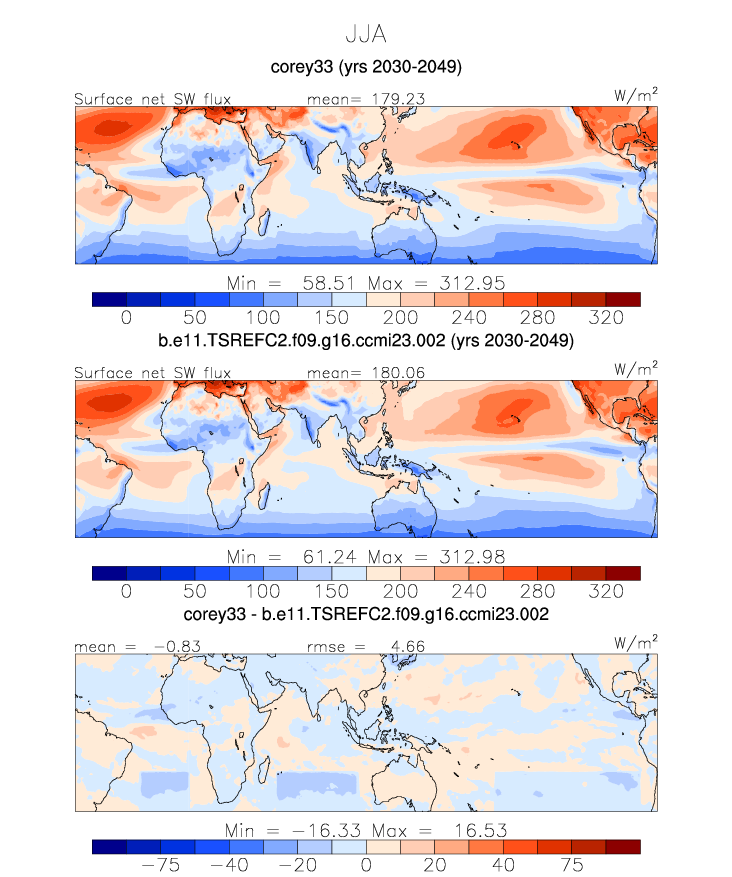 JJA
corey33 (yrs 2030-2049)
Surface net SW flux mean= 179.23 W/m²
Min = 58.51 Max = 312.95
0 50 100 150 200 240 280 320
b.e11.TSREFC2.f09.g16.ccmi23.002 (yrs 2030-2049)
Surface net SW flux mean= 180.06 W/m²
Min = 61.24 Max = 312.98
0 50 100 150 200 240 280 320
corey33 - b.e11.TSREFC2.f09.g16.ccmi23.002
mean = -0.83 rmse = 4.66 W/m²
Min = -16.33 Max = 16.53
-75 -40 -20 0 20 40 75